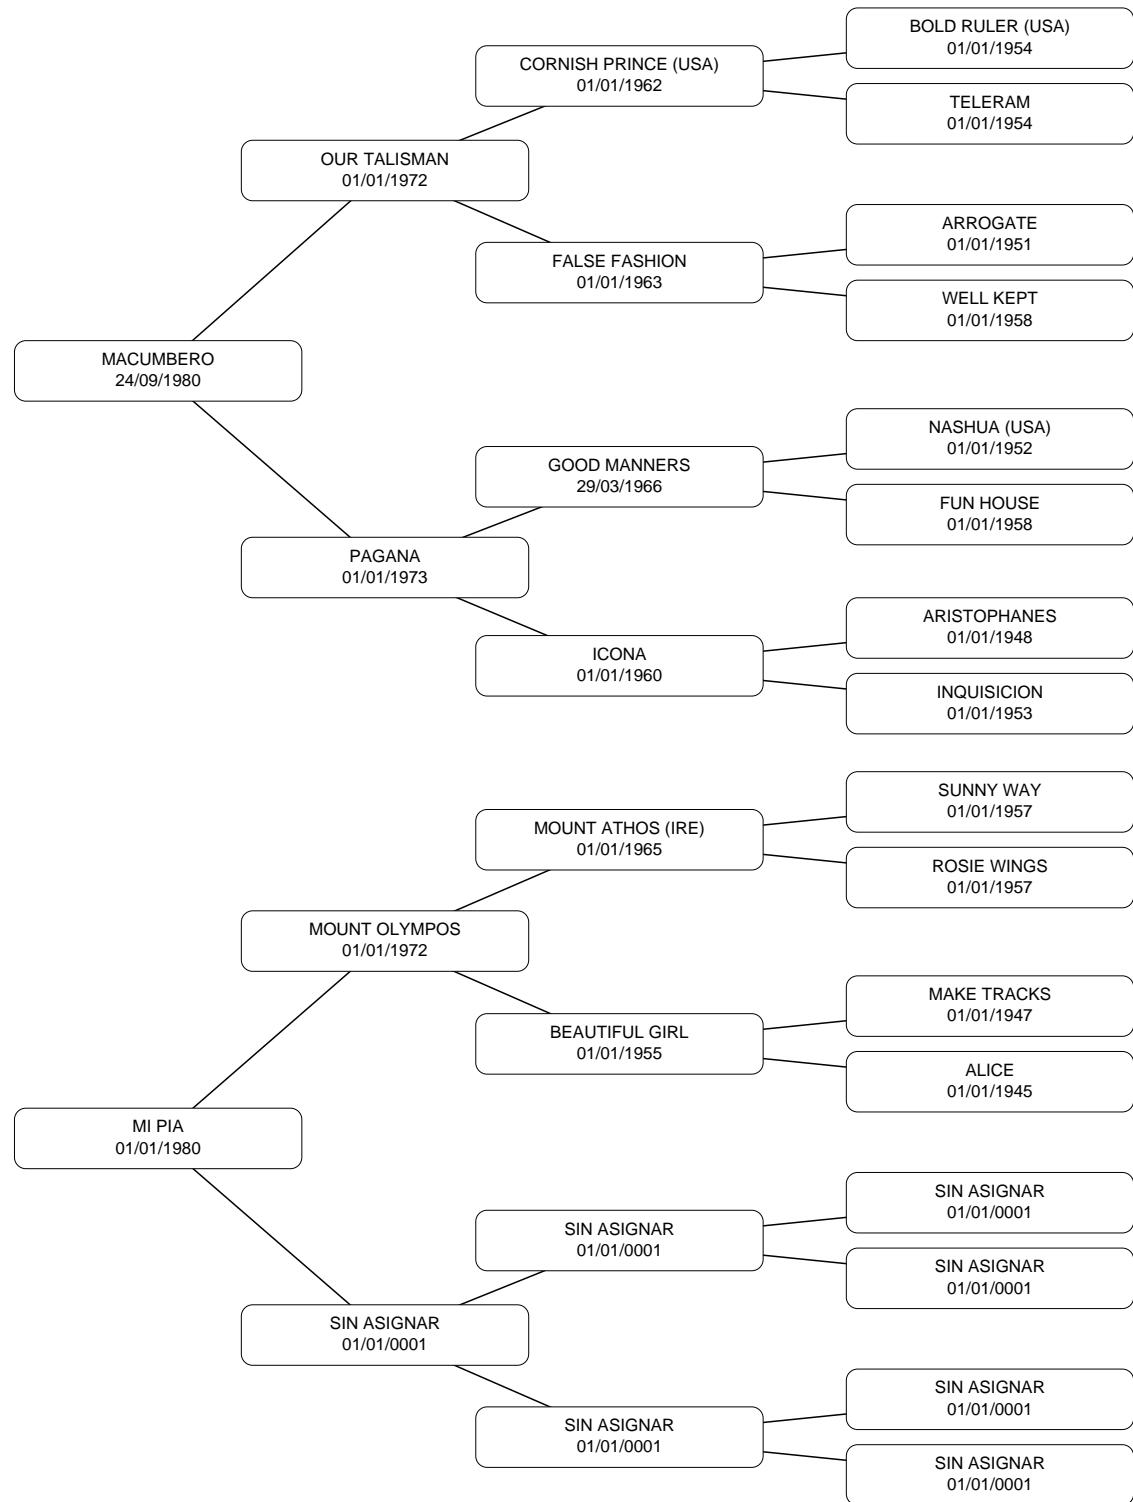 BOLD RULER (USA)
01/01/1954
CORNISH PRINCE (USA)
01/01/1962
TELERAM
01/01/1954
OUR TALISMAN
01/01/1972
ARROGATE
01/01/1951
FALSE FASHION
01/01/1963
WELL KEPT
01/01/1958
MACUMBERO
24/09/1980
NASHUA (USA)
01/01/1952
GOOD MANNERS
29/03/1966
FUN HOUSE
01/01/1958
PAGANA
01/01/1973
ARISTOPHANES
01/01/1948
ICONA
01/01/1960
INQUISICION
01/01/1953
SUNNY WAY
01/01/1957
MOUNT ATHOS (IRE)
01/01/1965
ROSIE WINGS
01/01/1957
MOUNT OLYMPOS
01/01/1972
MAKE TRACKS
01/01/1947
BEAUTIFUL GIRL
01/01/1955
ALICE
01/01/1945
MI PIA
01/01/1980
SIN ASIGNAR
01/01/0001
SIN ASIGNAR
01/01/0001
SIN ASIGNAR
01/01/0001
SIN ASIGNAR
01/01/0001
SIN ASIGNAR
01/01/0001
SIN ASIGNAR
01/01/0001
SIN ASIGNAR
01/01/0001